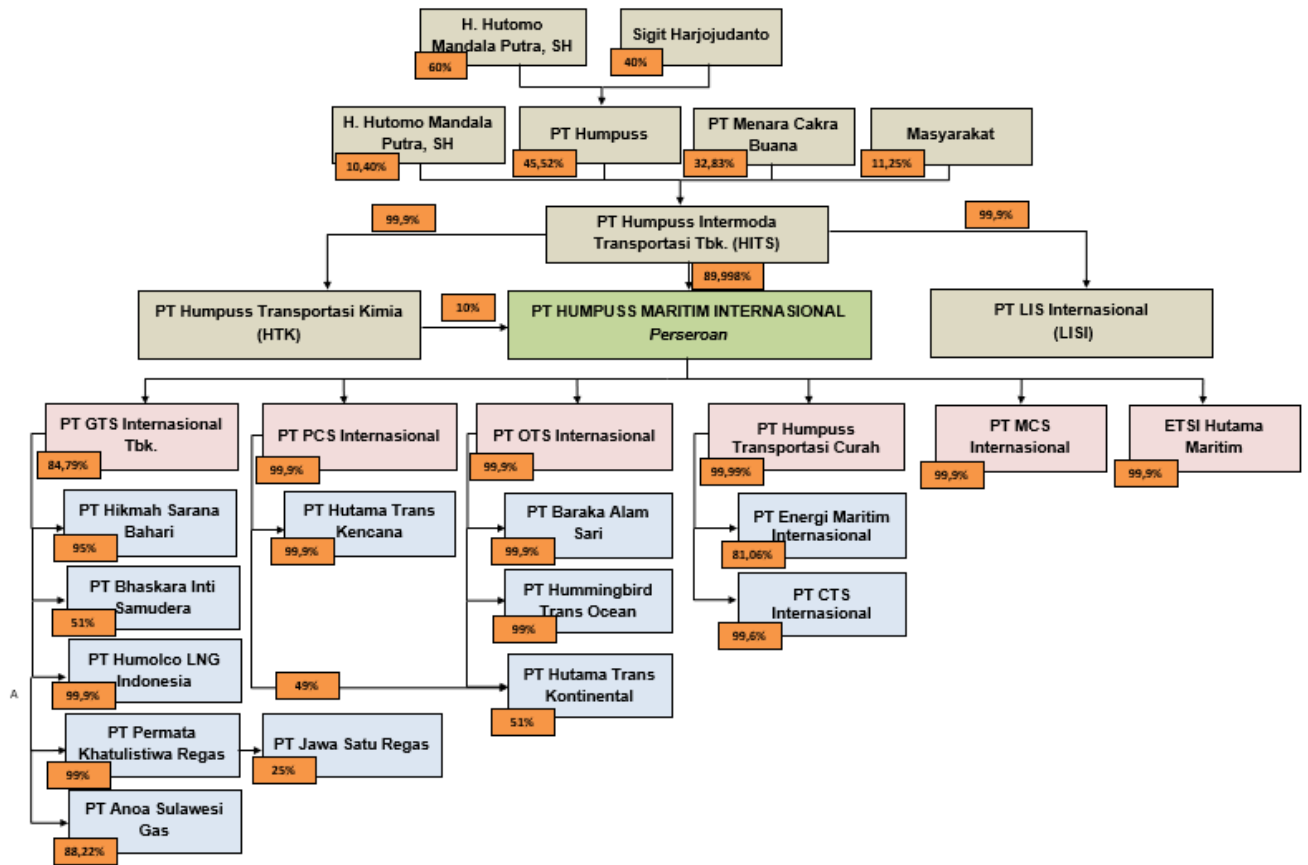 H. Hutomo
Mandala Putra, SH
60%
Sigit Harjojudanto
40%
H. Hutomo Mandala
Putra, SH
10,40%
PT Humpuss
45,52%
PT Menara Cakra
Buana
32,83%
Masyarakat
11,25%
99,9%
PT Humpuss Intermoda
Transportasi Tbk. (HITS)
99,9%
89,998%
PT Humpuss Transportasi Kimia
(HTK)
10%
PT HUMPUSS MARITIM INTERNASIONAL
Perseroan
PT LIS Internasional
(LISI)
PT GTS Internasional
Tbk.
84,79%
PT PCS Internasional
99,9%
PT OTS Internasional
99,9%
PT Humpuss
Transportasi Curah
99,99%
PT MCS
Internasional
99,9%
ETSI Hutama
Maritim
99,9%
PT Hikmah Sarana
Bahari
95%
PT Hutama Trans
Kencana
99,9%
PT Baraka Alam
Sari
99,9%
PT Energi Maritim
Internasional
81,06%
PT Bhaskara Inti
Samudera
51%
PT Hummingbird
Trans Ocean
99%
PT CTS
Internasional
99,6%
A
PT Humolco LNG
Indonesia
99,9%
49%
PT Hutama Trans
Kontinental
51%
PT Permata
Khatulistiwa Regas
99%
PT Jawa Satu Regas
25%
PT Anoa Sulawesi
Gas
88,22%